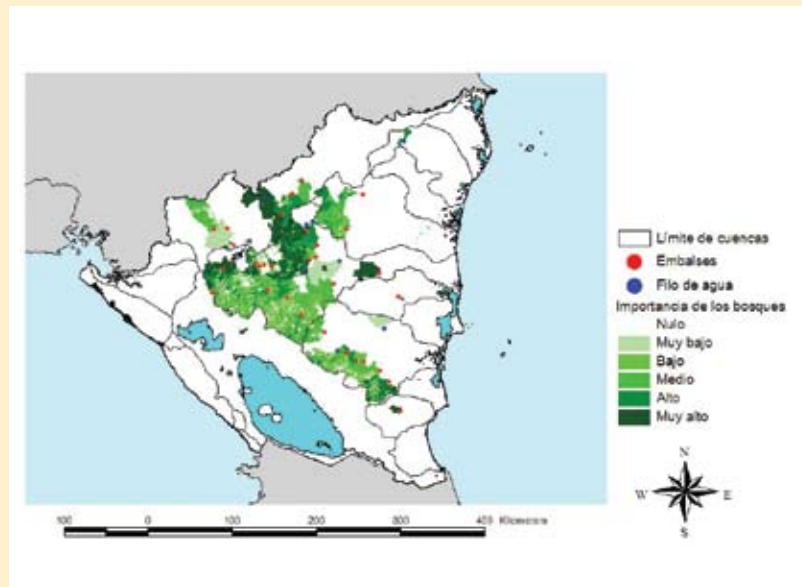 Límite de cuencas
Embalses
Filo de agua
Importancia de los bosques
Nulo
Muy bajo
Bajo
Medio
Alto
Muy alto
N
W E
S
100 0 100 200 300 400 Kilometers